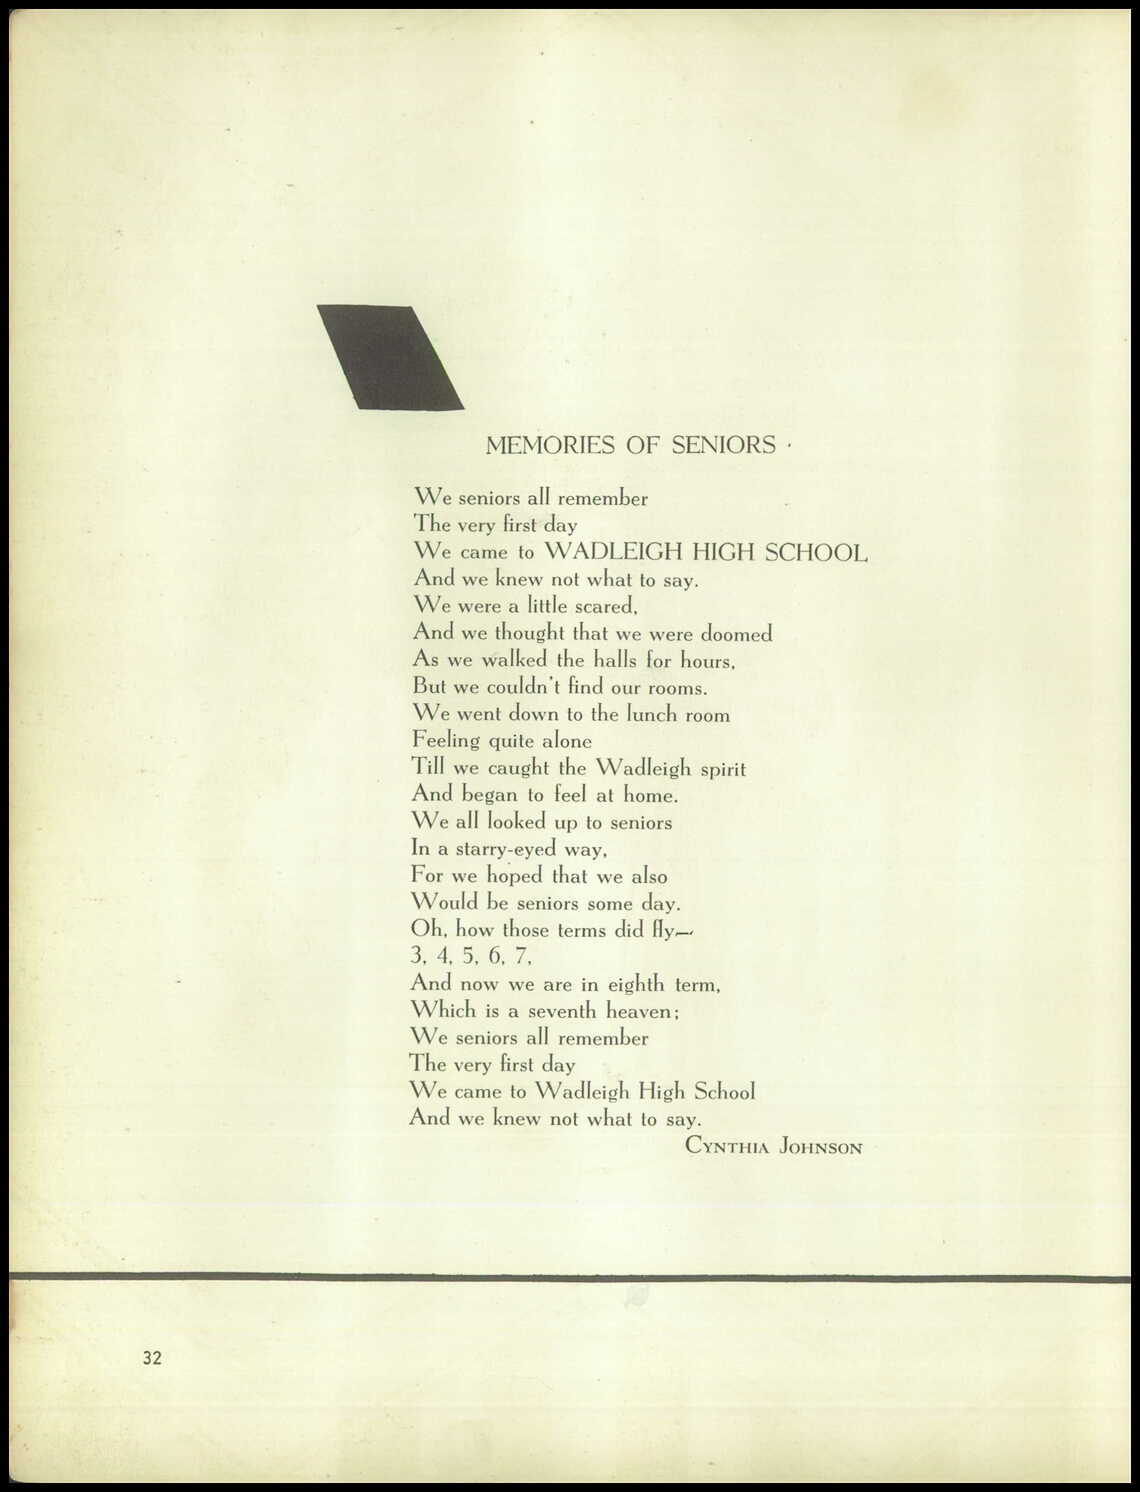 MEMORIES OF SENIORS
We seniors all remember
The very first day
We came to WADLEIGH HIGH SCHOOL
And we knew not what to say.
We were a little scared,
And we thought that we were doomed
As we walked the halls for hours,
But we couldn't find our rooms.
We went down to the lunch room
Feeling quite alone
Till we caught the Wadleigh spirit
And began to feel at home.
We all looked up to seniors
In a starry-eyed way,
For we hoped that we also
Would be seniors some day.
Oh, how those terms did fly—
3, 4, 5, 6, 7,
And now we are in eighth term,
Which is a seventh heaven;
We seniors all remember
The very first day
We came to Wadleigh High School
And we knew not what to say.
CYNTHIA JOHNSON
32